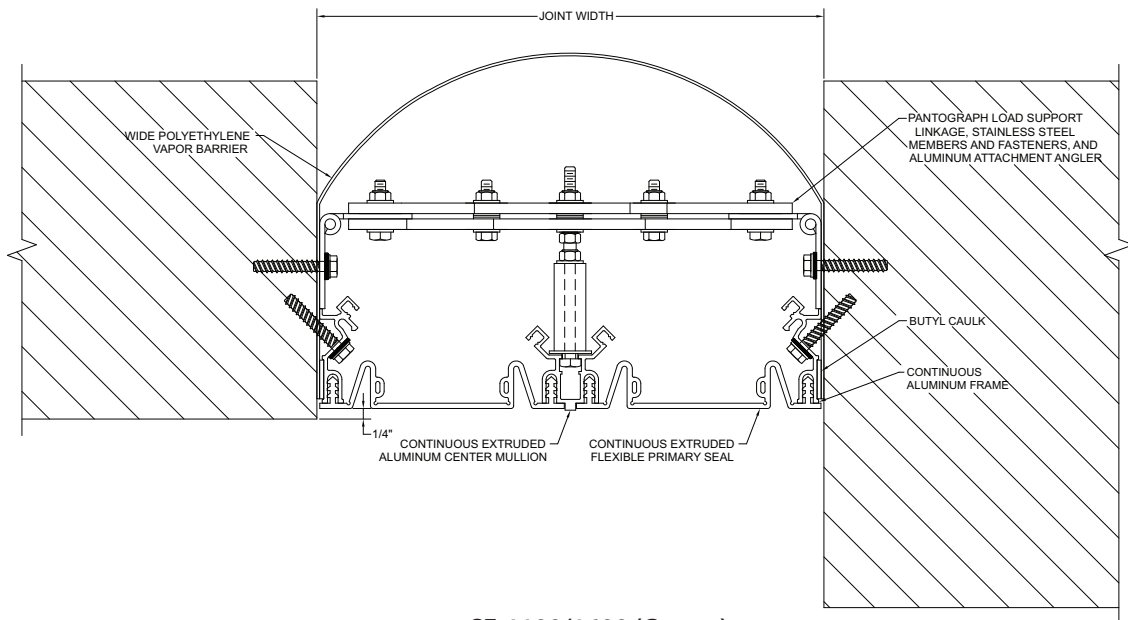 JOINT WIDTH
WIDE POLYETHYLENE
VAPOR BARRIER
PANTOGRAPH LOAD SUPPORT
LINKAGE, STAINLESS STEEL
MEMBERS AND FASTENERS, AND
ALUMINUM ATTACHMENT ANGLER
BUTYL CAULK
CONTINUOUS
ALUMINUM FRAME
1/4"
CONTINUOUS EXTRUDED
ALUMINUM CENTER MULLION
CONTINUOUS EXTRUDED
FLEXIBLE PRIMARY SEAL